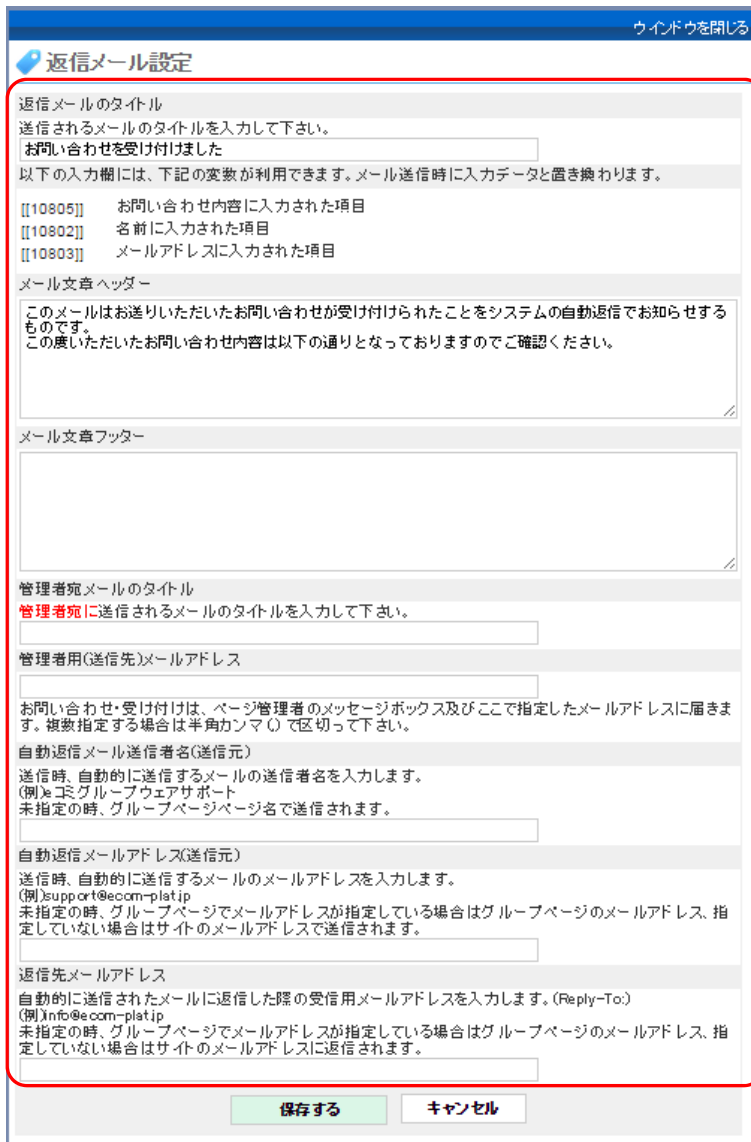 ウインドウを閉じる
返信メール設定
返信メールのタイトル
送信されるメールのタイトルを入力して下さい。
お問い合わせを受け付けました
以下の入力欄には、下記の変数が利用できます。メール送信時に入力データと置き換わります。
[[10805]] お問い合わせ内容に入力された項目
[[10802]] 名前に入力された項目
[[10803]] メールアドレスに入力された項目
メール文章ヘッダー
このメールはお送りいただいたお問い合わせが受け付けられたことをシステムの自動返信でお知らせする
ものです。
この度いただいたお問い合わせ内容は以下の通りとなっておりますのでご確認ください。
メール文章フッター
管理者宛メールのタイトル
管理者宛に送信されるメールのタイトルを入力して下さい。
管理者用(送信先)メールアドレス
お問い合わせ・受け付けは、ページ管理者のメッセージボックス及びここで指定したメールアドレスに届きま
す。複数指定する場合は半角カンマ(,)で区切って下さい。
自動返信メール送信者名(送信元)
送信時、自動的に送信するメールの送信者名を入力します。
(例)eコミグループウェアサポート
未指定の時、グループページページ名で送信されます。
自動返信メールアドレス(送信元)
送信時、自動的に送信するメールのメールアドレスを入力します。
(例)support@ecom-plat.jp
未指定の時、グループページでメールアドレスが指定している場合はグループページのメールアドレス、指
定していない場合はサイトのメールアドレスで送信されます。
返信先メールアドレス
自動的に送信されたメールに返信した際の受信用メールアドレスを入力します。(Reply-To:)
(例)info@ecom-plat.jp
未指定の時、グループページでメールアドレスが指定している場合はグループページのメールアドレス、指
定していない場合はサイトのメールアドレスに返信されます。
保存する キャンセル